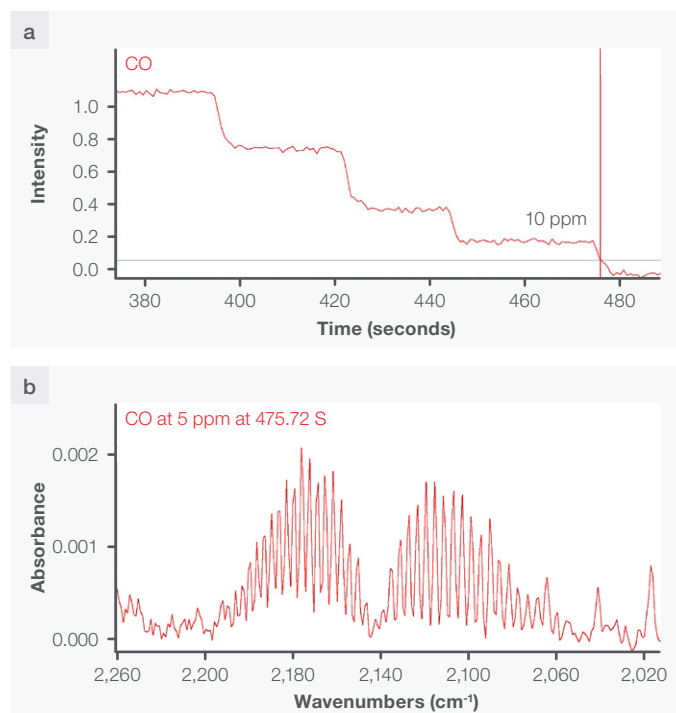 a
CO
1.0
0.8
0.6
0.4
0.2
0.0
Intensity
10 ppm
380 400 420 440 460 480
Time (seconds)
b
CO at 5 ppm at 475.72 S
0.002
0.001
0.000
Absorbance
2,260 2,200 2,180 2,140 2,100 2,060 2,020
Wavenumbers (cm⁻¹)